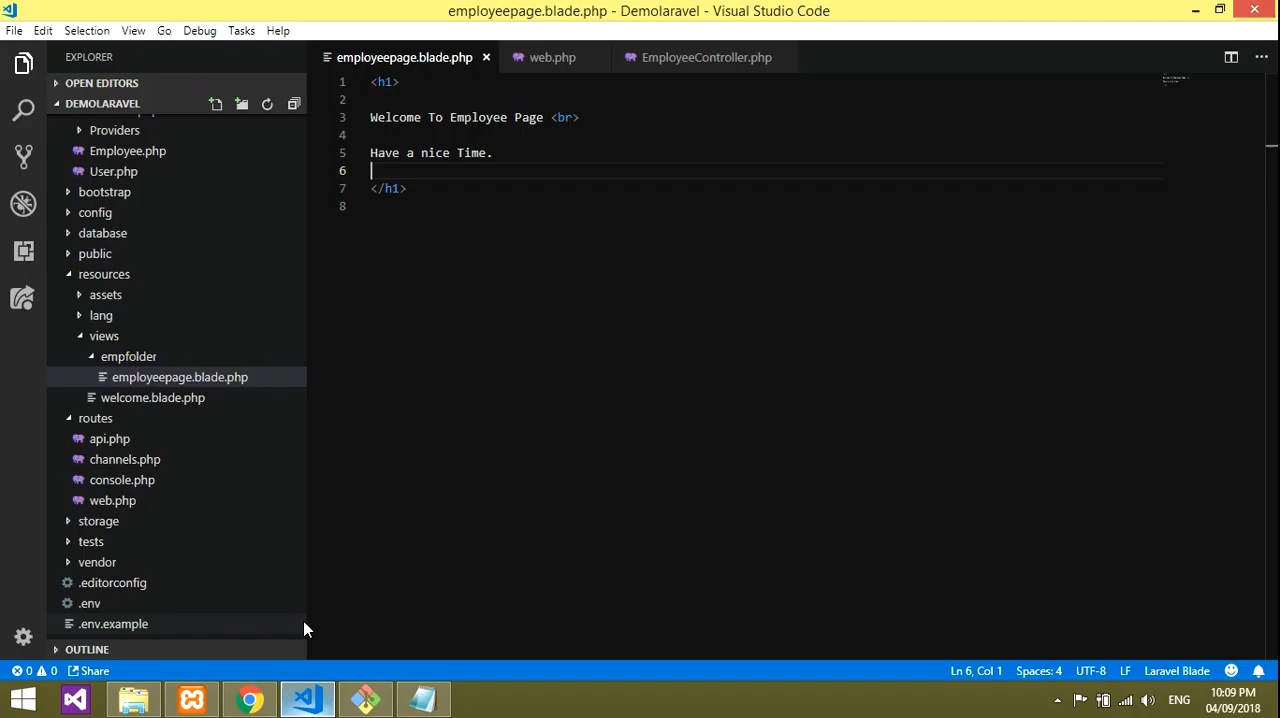 employeepage.blade.php - Demolaravel - Visual Studio Code
File Edit Selection View Go Debug Tasks Help
EXPLORER
OPEN EDITORS
DEMOLARAVEL
Providers
Employee.php
User.php
bootstrap
config
database
public
resources
assets
lang
views
empfolder
employeepage.blade.php
welcome.blade.php
routes
api.php
channels.php
console.php
web.php
storage
tests
vendor
.editorconfig
.env
.env.example
OUTLINE
employeepage.blade.php web.php EmployeeController.php
1 <h1>
2
3 Welcome To Employee Page <br>
4
5 Have a nice Time.
6
7 </h1>
8
0 0 Share Ln 6, Col 1 Spaces: 4 UTF-8 LF Laravel Blade
ENG
10:09 PM
04/09/2018